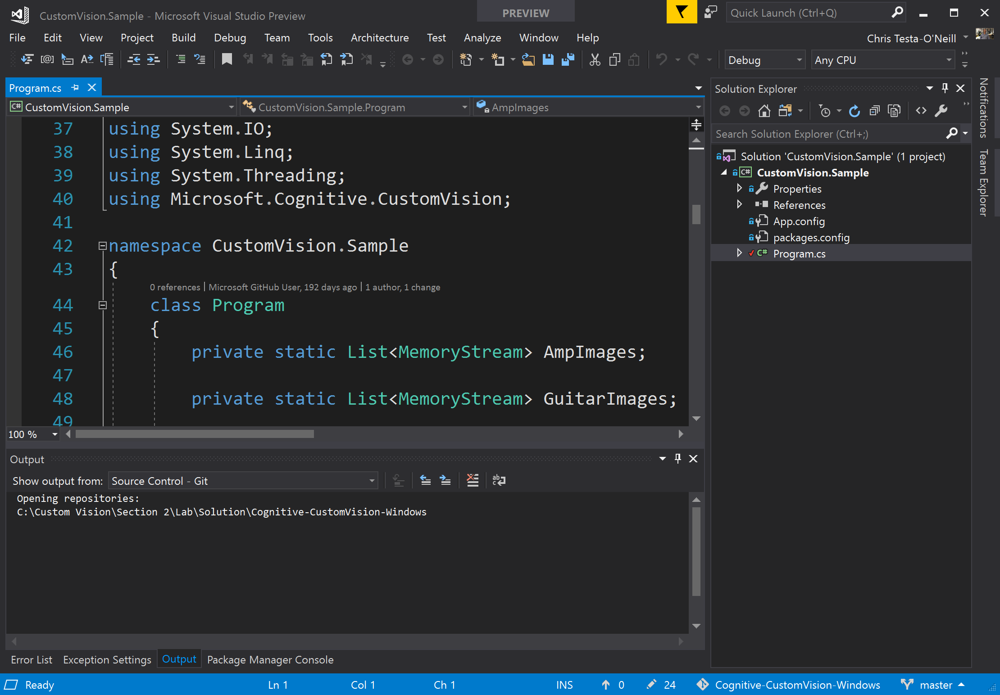 CustomVision.Sample - Microsoft Visual Studio Preview
PREVIEW
Quick Launch (Ctrl+Q)
File Edit View Project Build Debug Team Tools Architecture Test Analyze Window Help
Chris Testa-O'Neill
Debug
Any CPU
Program.cs
CustomVision.Sample
CustomVision.Sample.Program
AmpImages
37 using System.IO;
38 using System.Linq;
39 using System.Threading;
40 using Microsoft.Cognitive.CustomVision;
41
42 namespace CustomVision.Sample
43 {
0 references | Microsoft GitHub User, 192 days ago | 1 author, 1 change
44 class Program
45 {
46 private static List<MemoryStream> AmpImages;
47
48 private static List<MemoryStream> GuitarImages;
49
100 %
Output
Show output from: Source Control - Git
Opening repositories:
C:\Custom Vision\Section 2\Lab\Solution\Cognitive-CustomVision-Windows
Error List Exception Settings Output Package Manager Console
Solution Explorer
Search Solution Explorer (Ctrl+;)
Solution 'CustomVision.Sample' (1 project)
C# CustomVision.Sample
Properties
References
App.config
packages.config
C# Program.cs
Notifications
Team Explorer
Ready Ln 1 Col 1 Ch 1 INS 0 24 Cognitive-CustomVision-Windows master